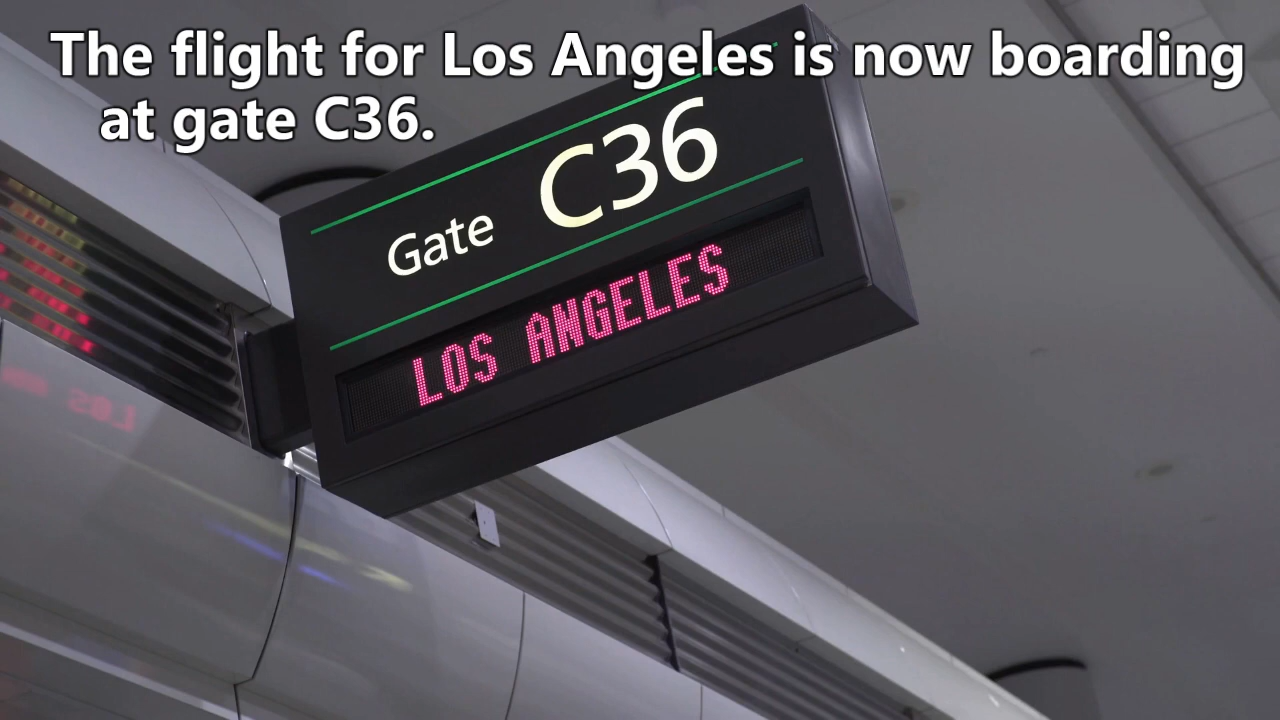 The flight for Los Angeles is now boarding
at gate C36.
Gate C36
LOS ANGELES